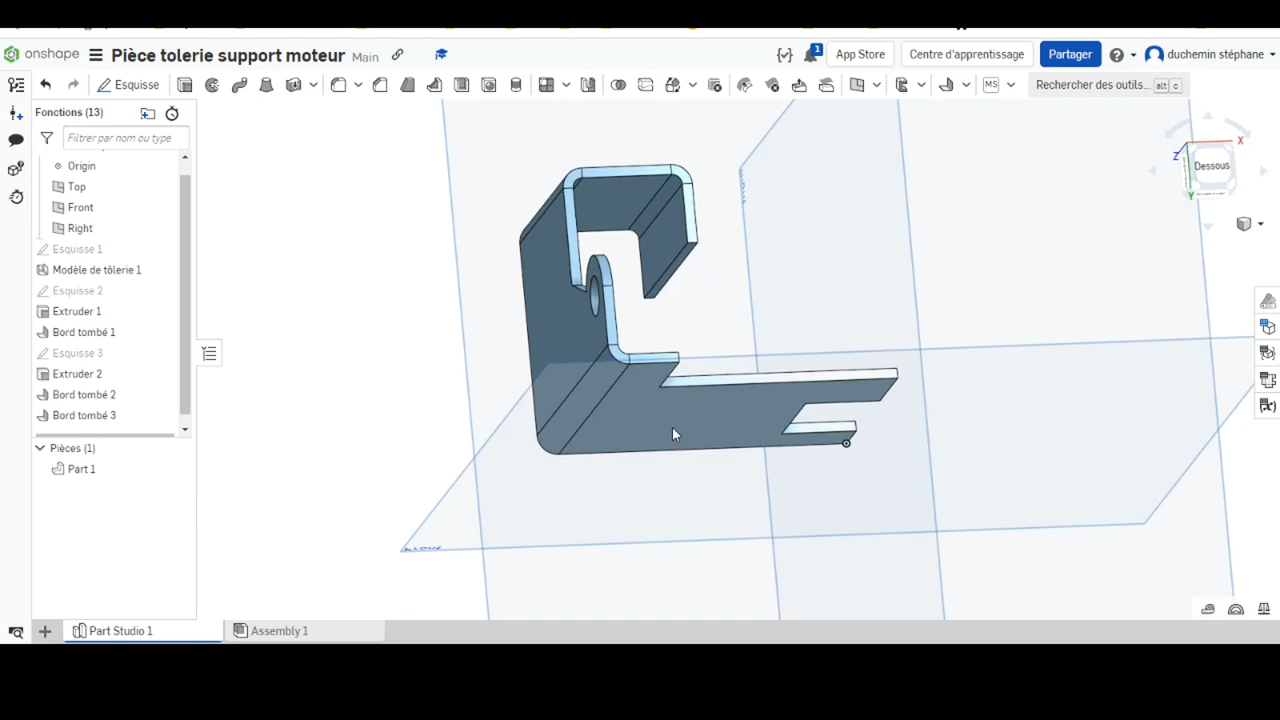 onshape
Pièce tolerie support moteur Main
1
App Store
Centre d'apprentissage
Partager
duchemin stéphane
Esquisse
MS
Rechercher des outils... alt c
Fonctions (13)
Filtrer par nom ou type
Origin
Top
Front
Right
Esquisse 1
Modèle de tôlerie 1
Esquisse 2
Extruder 1
Bord tombé 1
Esquisse 3
Extruder 2
Bord tombé 2
Bord tombé 3
Pièces (1)
Part 1
Z
X
Dessous
Y
Part Studio 1
Assembly 1